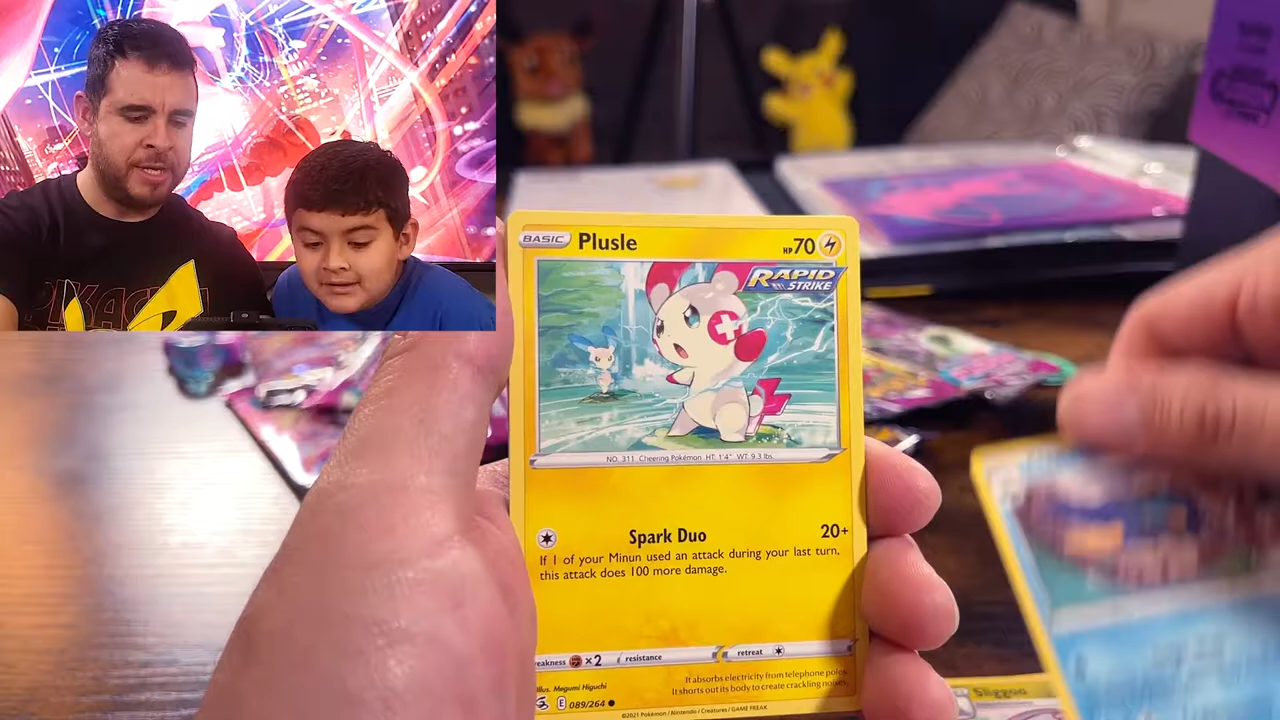 BASIC Plusle HP 70
RAPID STRIKE
NO. 311 Cheering Pokémon HT. 1'4" WT. 9.3 lbs.
Spark Duo 20+
If 1 of your Minun used an attack during your last turn,
this attack does 100 more damage.
weakness ×2 resistance retreat
It absorbs electricity from telephone poles.
It shorts out its body to create crackling noises.
Illus. Megumi Higuchi
E 089/264
©2021 Pokémon / Nintendo / Creatures / GAME FREAK
Sliggoo